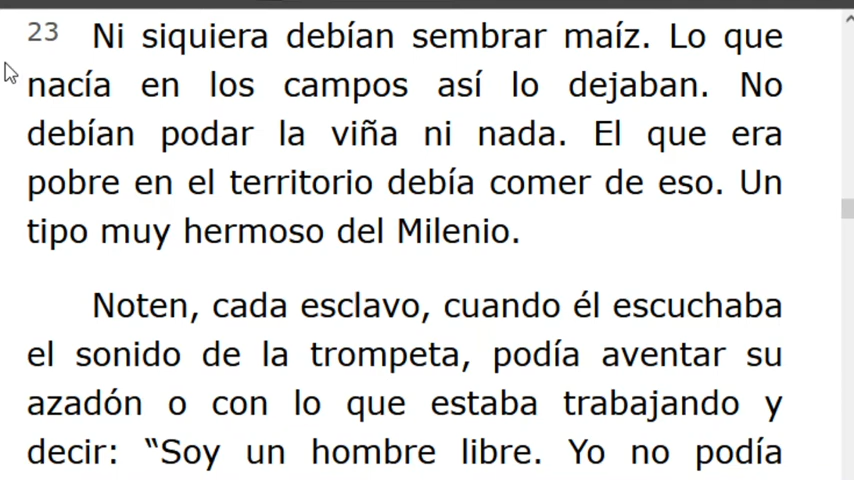 23 Ni siquiera debían sembrar maíz. Lo que
nacía en los campos así lo dejaban. No
debían podar la viña ni nada. El que era
pobre en el territorio debía comer de eso. Un
tipo muy hermoso del Milenio.
Noten, cada esclavo, cuando él escuchaba
el sonido de la trompeta, podía aventar su
azadón o con lo que estaba trabajando y
decir: “Soy un hombre libre. Yo no podía